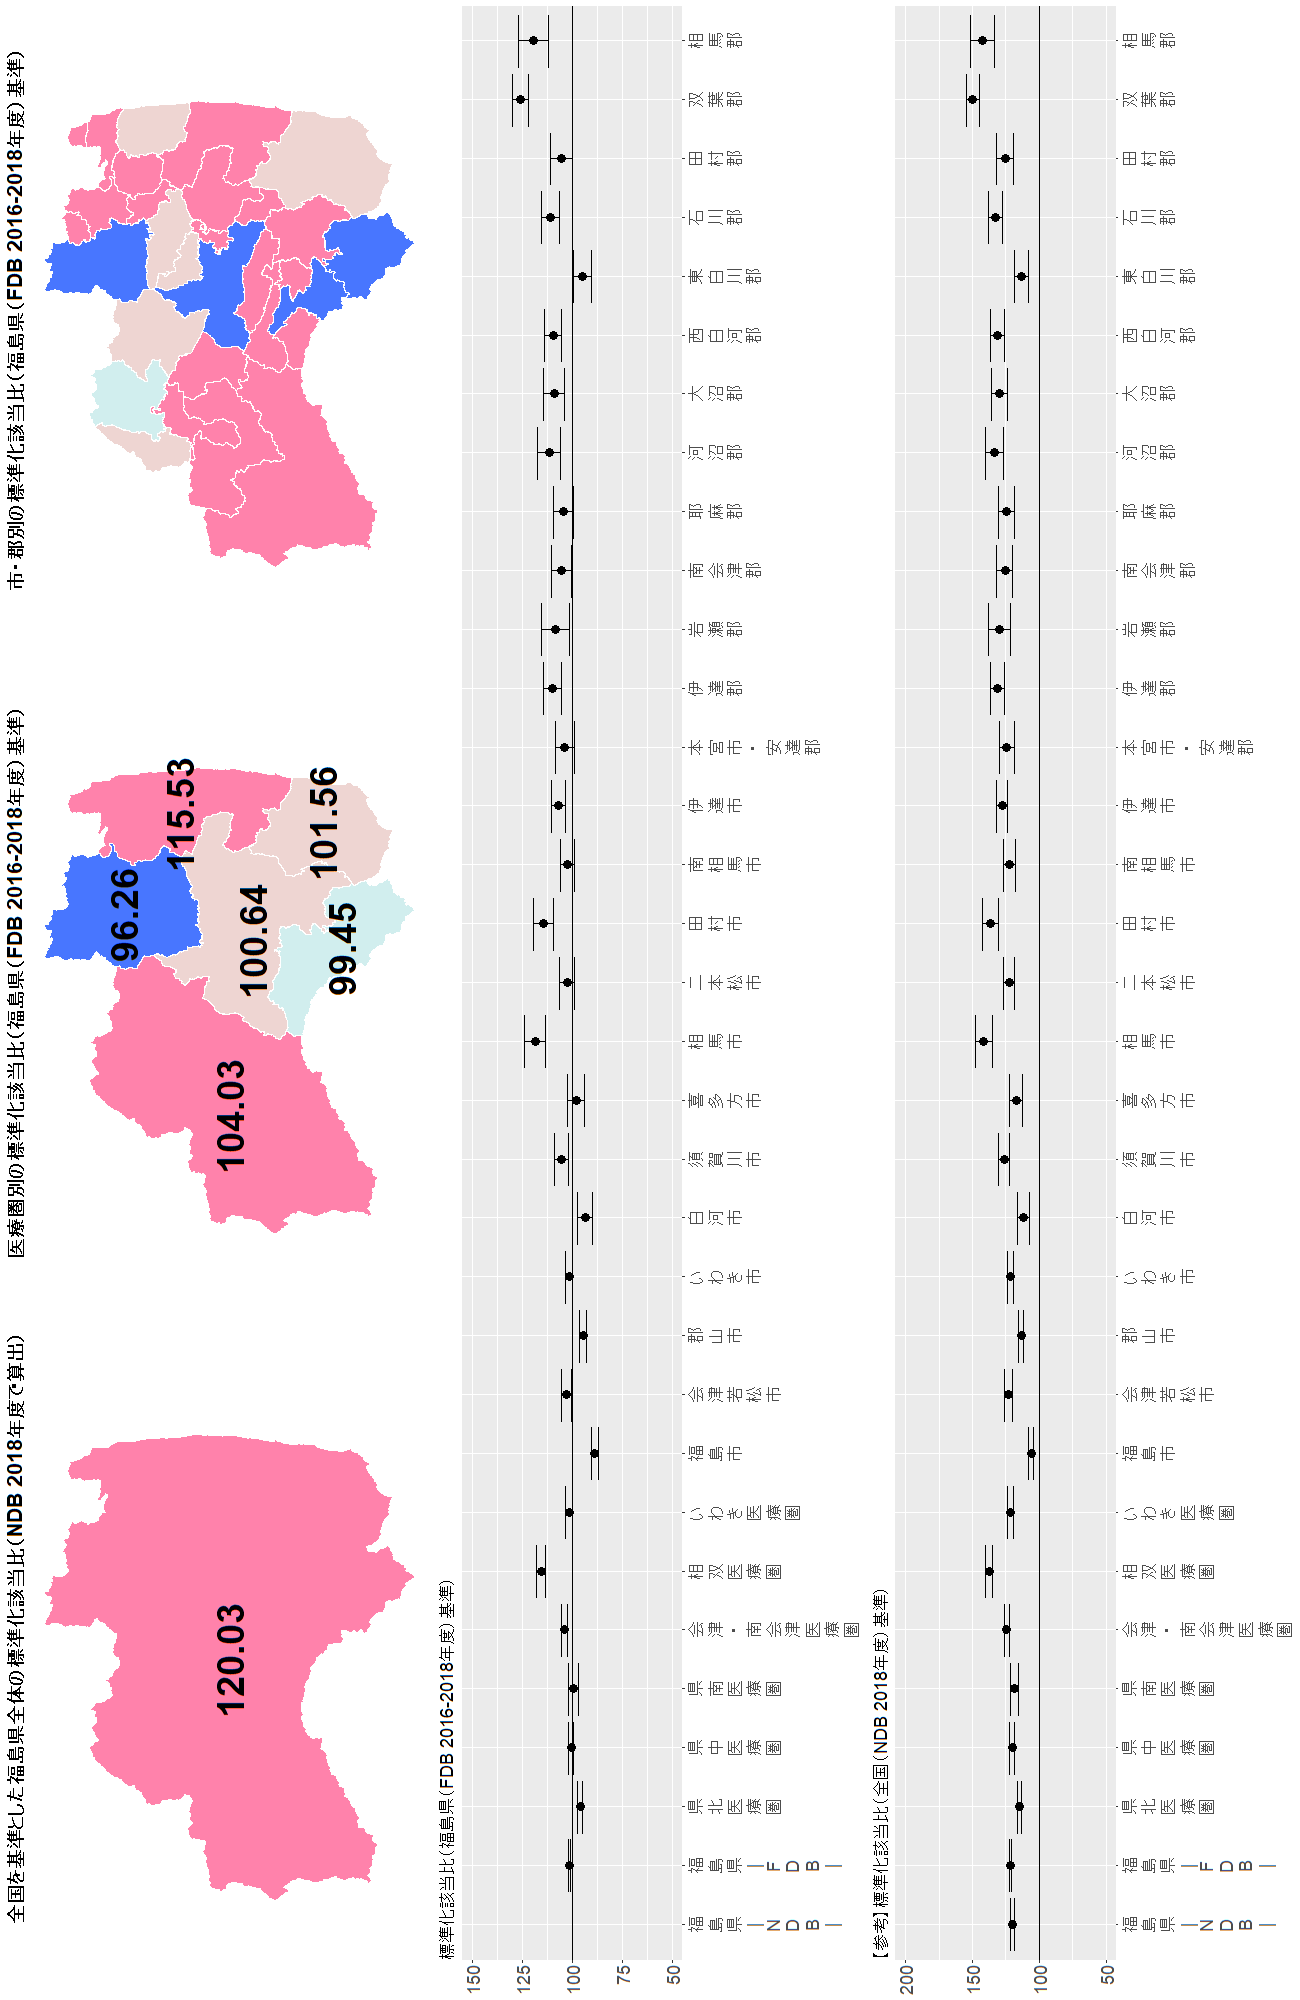 全国を基準とした福島県全体の標準化該当比(NDB 2018年度で算出)
120.03
医療圏別の標準化該当比(福島県(FDB 2016-2018年度)基準)
96.26
115.53
104.03
100.64
101.56
99.45
市・郡別の標準化該当比(福島県(FDB 2016-2018年度)基準)
標準化該当比(福島県(FDB 2016-2018年度)基準)
150
125
100
75
50
福島県|NDB|
福島県|FDB|
県北医療圏
県中医療圏
県南医療圏
会津・南会津医療圏
相双医療圏
いわき医療圏
福島市
会津若松市
郡山市
いわき市
白河市
須賀川市
喜多方市
相馬市
二本松市
田村市
南相馬市
伊達市
本宮市・安達郡
伊達郡
岩瀬郡
南会津郡
耶麻郡
河沼郡
大沼郡
西白河郡
東白川郡
石川郡
田村郡
双葉郡
相馬郡
【参考】標準化該当比(全国(NDB 2018年度)基準)
200
150
100
50
福島県|NDB|
福島県|FDB|
県北医療圏
県中医療圏
県南医療圏
会津・南会津医療圏
相双医療圏
いわき医療圏
福島市
会津若松市
郡山市
いわき市
白河市
須賀川市
喜多方市
相馬市
二本松市
田村市
南相馬市
伊達市
本宮市・安達郡
伊達郡
岩瀬郡
南会津郡
耶麻郡
河沼郡
大沼郡
西白河郡
東白川郡
石川郡
田村郡
双葉郡
相馬郡